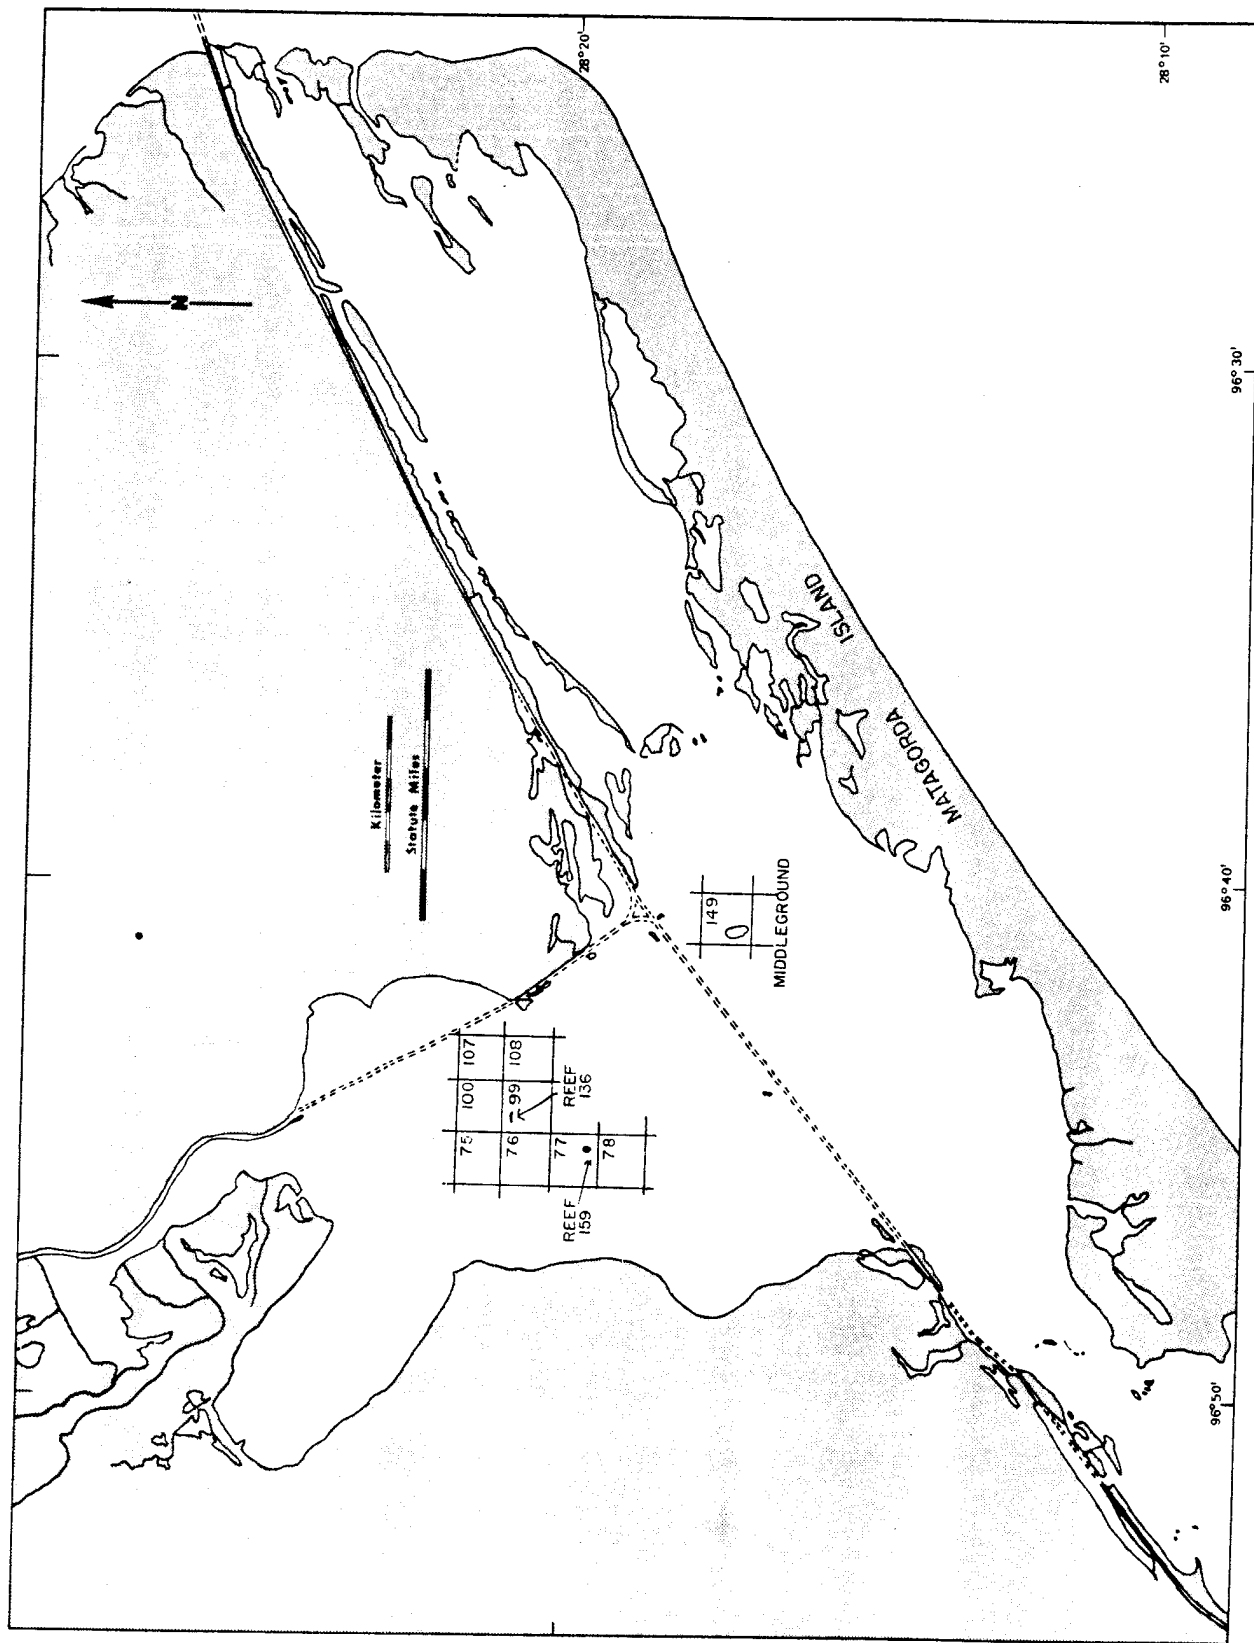 28°20'
28°10'
N
96°30'
Kilometer
Statute Miles
MATAGORDA
ISLAND
149
MIDDLEGROUND
96°40'
75
100
107
76
99
108
77
78
REEF
136
REEF
159
96°50'